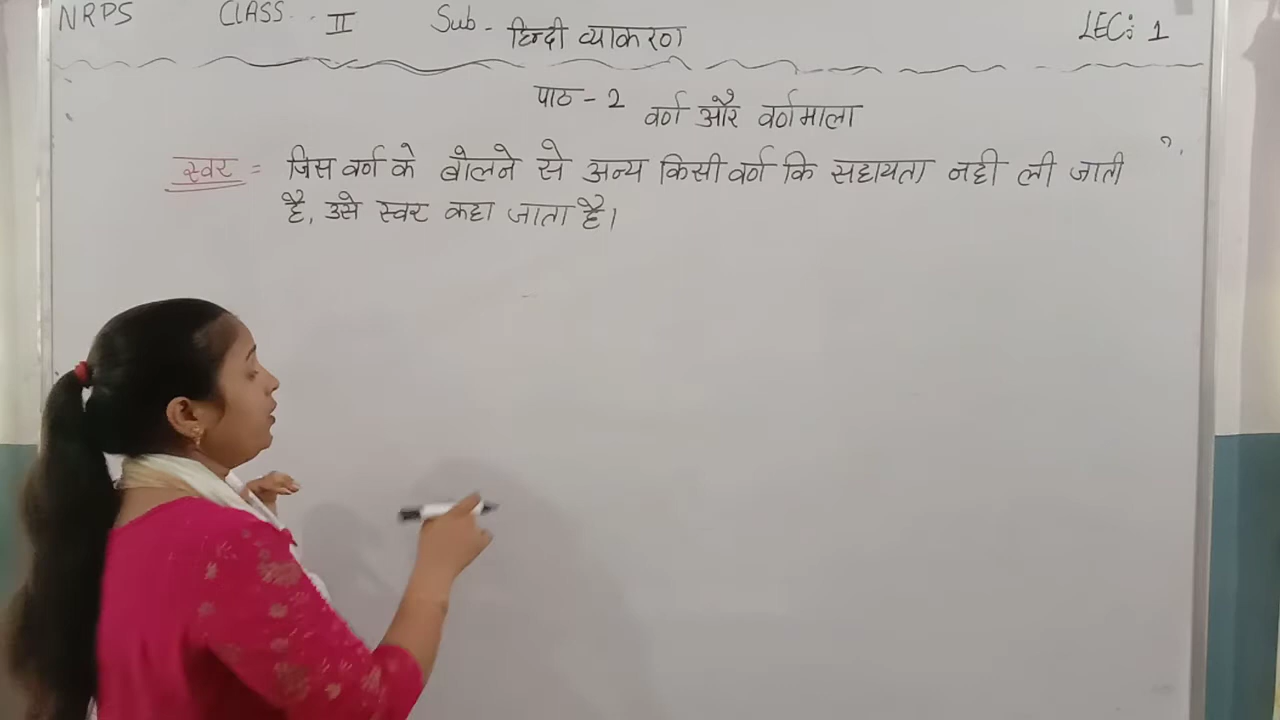 NRPS CLASS II Sub - हिन्दी व्याकरण LEC: 1
पाठ - 2 वर्ण और वर्णमाला
स्वर = जिस वर्ण के बोलने से अन्य किसी वर्ण कि सहायता नही ली जाती
है, उसे स्वर कहा जाता है।